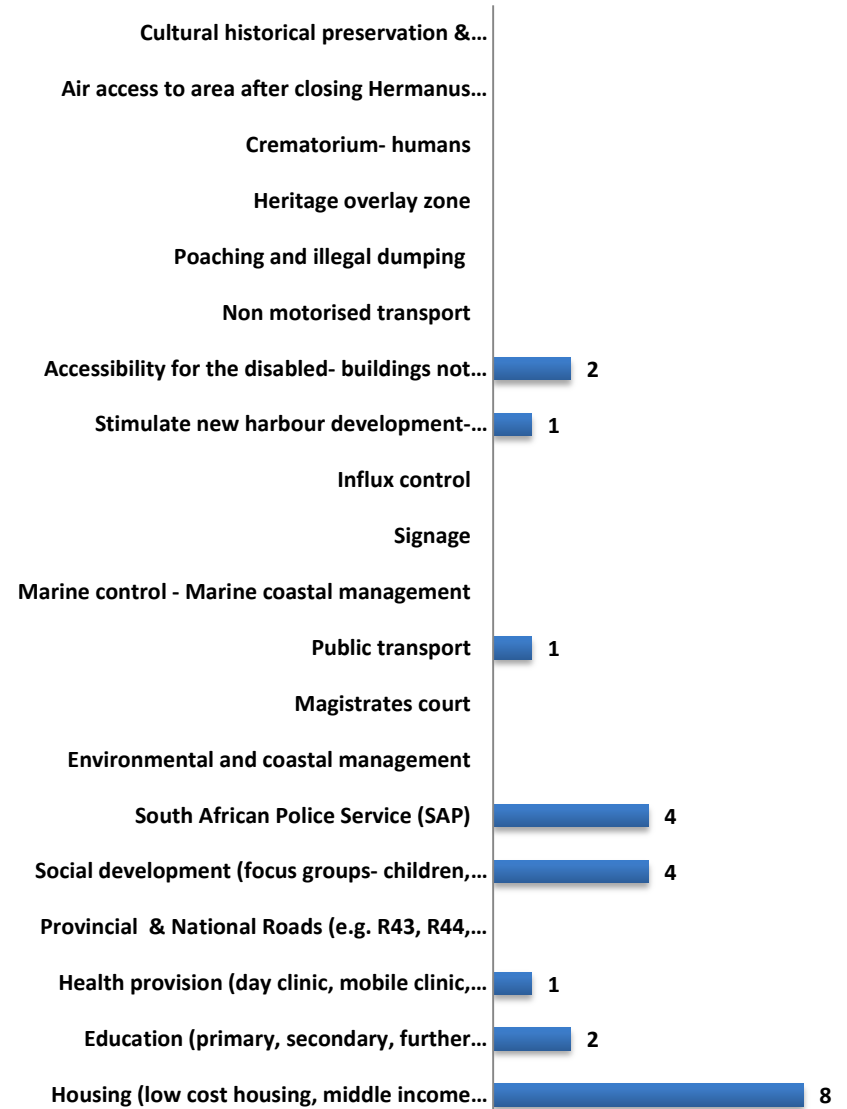 Cultural historical preservation &…
Air access to area after closing Hermanus…
Crematorium- humans
Heritage overlay zone
Poaching and illegal dumping
Non motorised transport
Accessibility for the disabled- buildings not… 2
Stimulate new harbour development-… 1
Influx control
Signage
Marine control - Marine coastal management
Public transport 1
Magistrates court
Environmental and coastal management
South African Police Service (SAP) 4
Social development (focus groups- children,… 4
Provincial & National Roads (e.g. R43, R44,…
Health provision (day clinic, mobile clinic,… 1
Education (primary, secondary, further… 2
Housing (low cost housing, middle income… 8